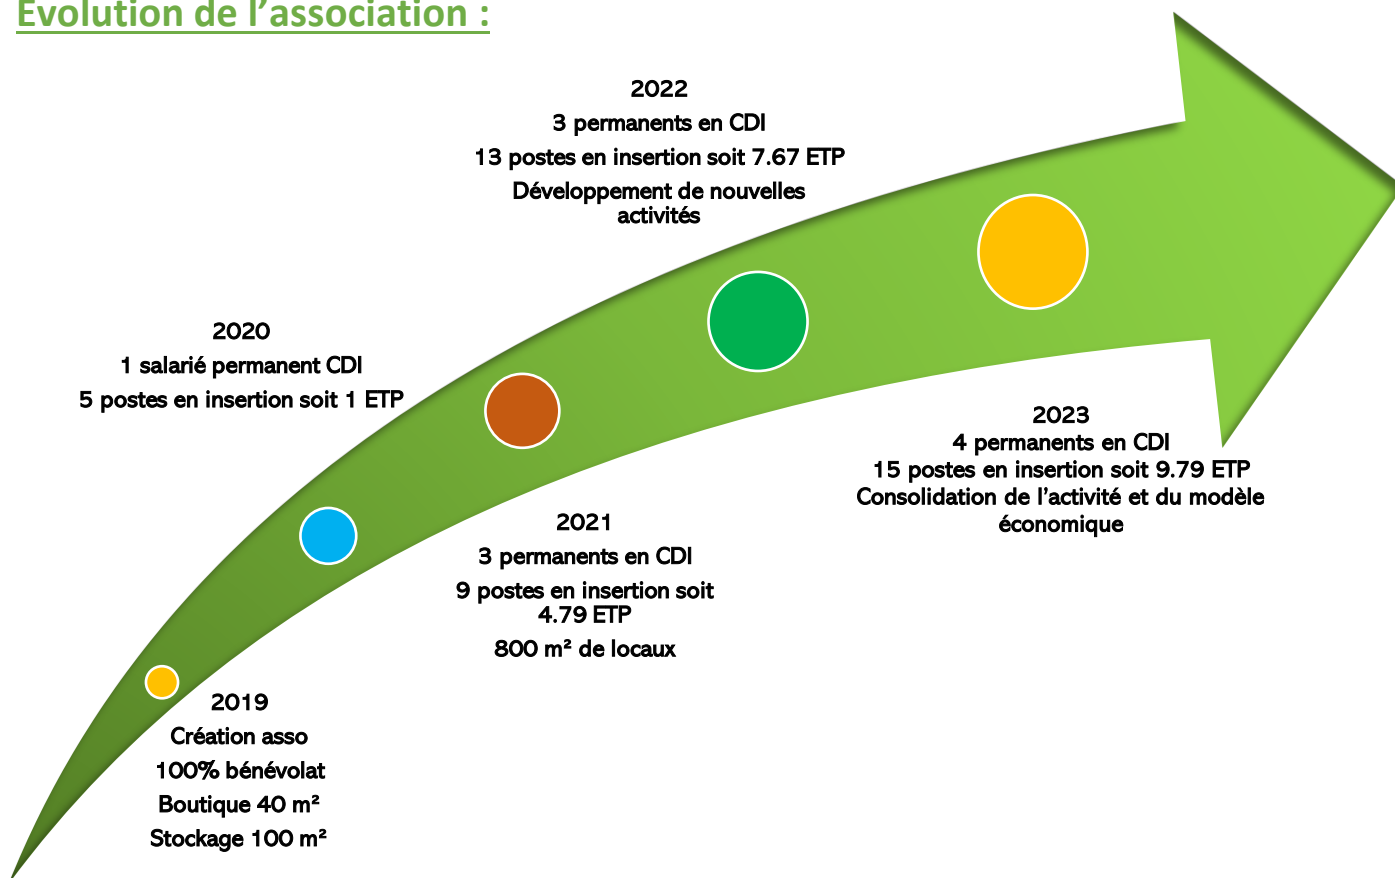 Evolution de l'association :
2022
3 permanents en CDI
13 postes en insertion soit 7.67 ETP
Développement de nouvelles
activités
2020
1 salarié permanent CDI
5 postes en insertion soit 1 ETP
2023
4 permanents en CDI
15 postes en insertion soit 9.79 ETP
Consolidation de l'activité et du modèle
économique
2021
3 permanents en CDI
9 postes en insertion soit
4.79 ETP
800 m² de locaux
2019
Création asso
100% bénévolat
Boutique 40 m²
Stockage 100 m²